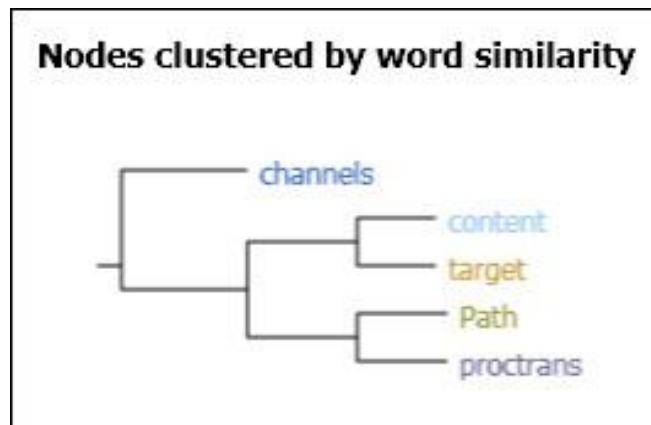 Nodes clustered by word similarity
channels
content
target
Path
proctrans